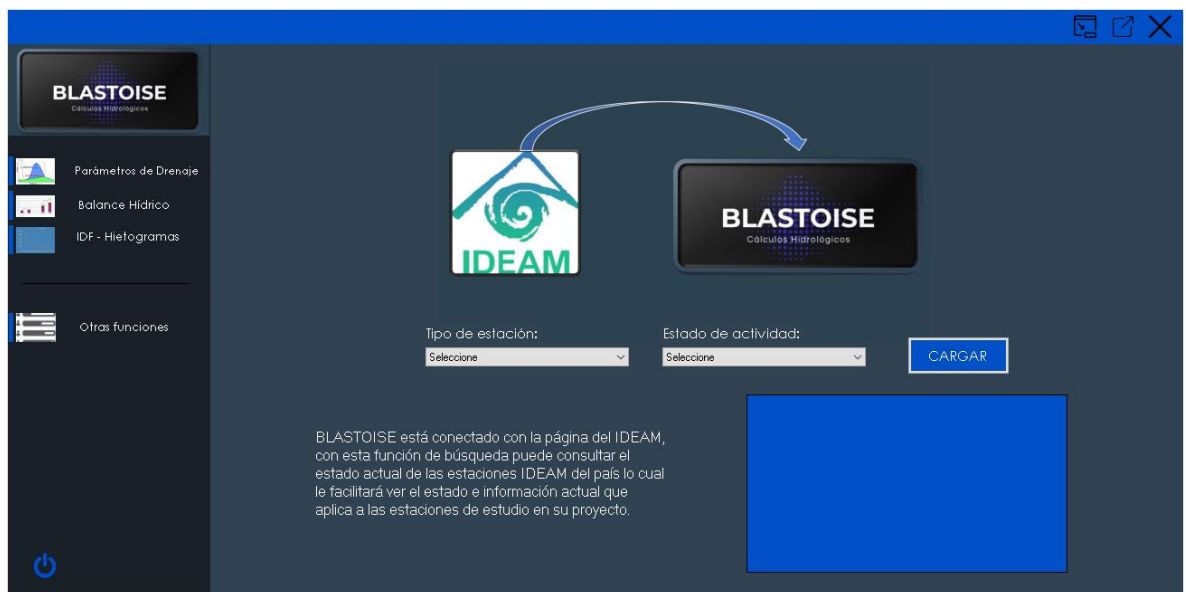 BLASTOISE
Cálculos Hidrológicos
Parámetros de Drenaje
Balance Hídrico
IDF - Hietogramas
Otras funciones
IDEAM
BLASTOISE
Cálculos Hidrológicos
Tipo de estación:
Estado de actividad:
Seleccione
Seleccione
CARGAR
BLASTOISE está conectado con la página del IDEAM,
con esta función de búsqueda puede consultar el
estado actual de las estaciones IDEAM del país lo cual
le facilitará ver el estado e información actual que
aplica a las estaciones de estudio en su proyecto.